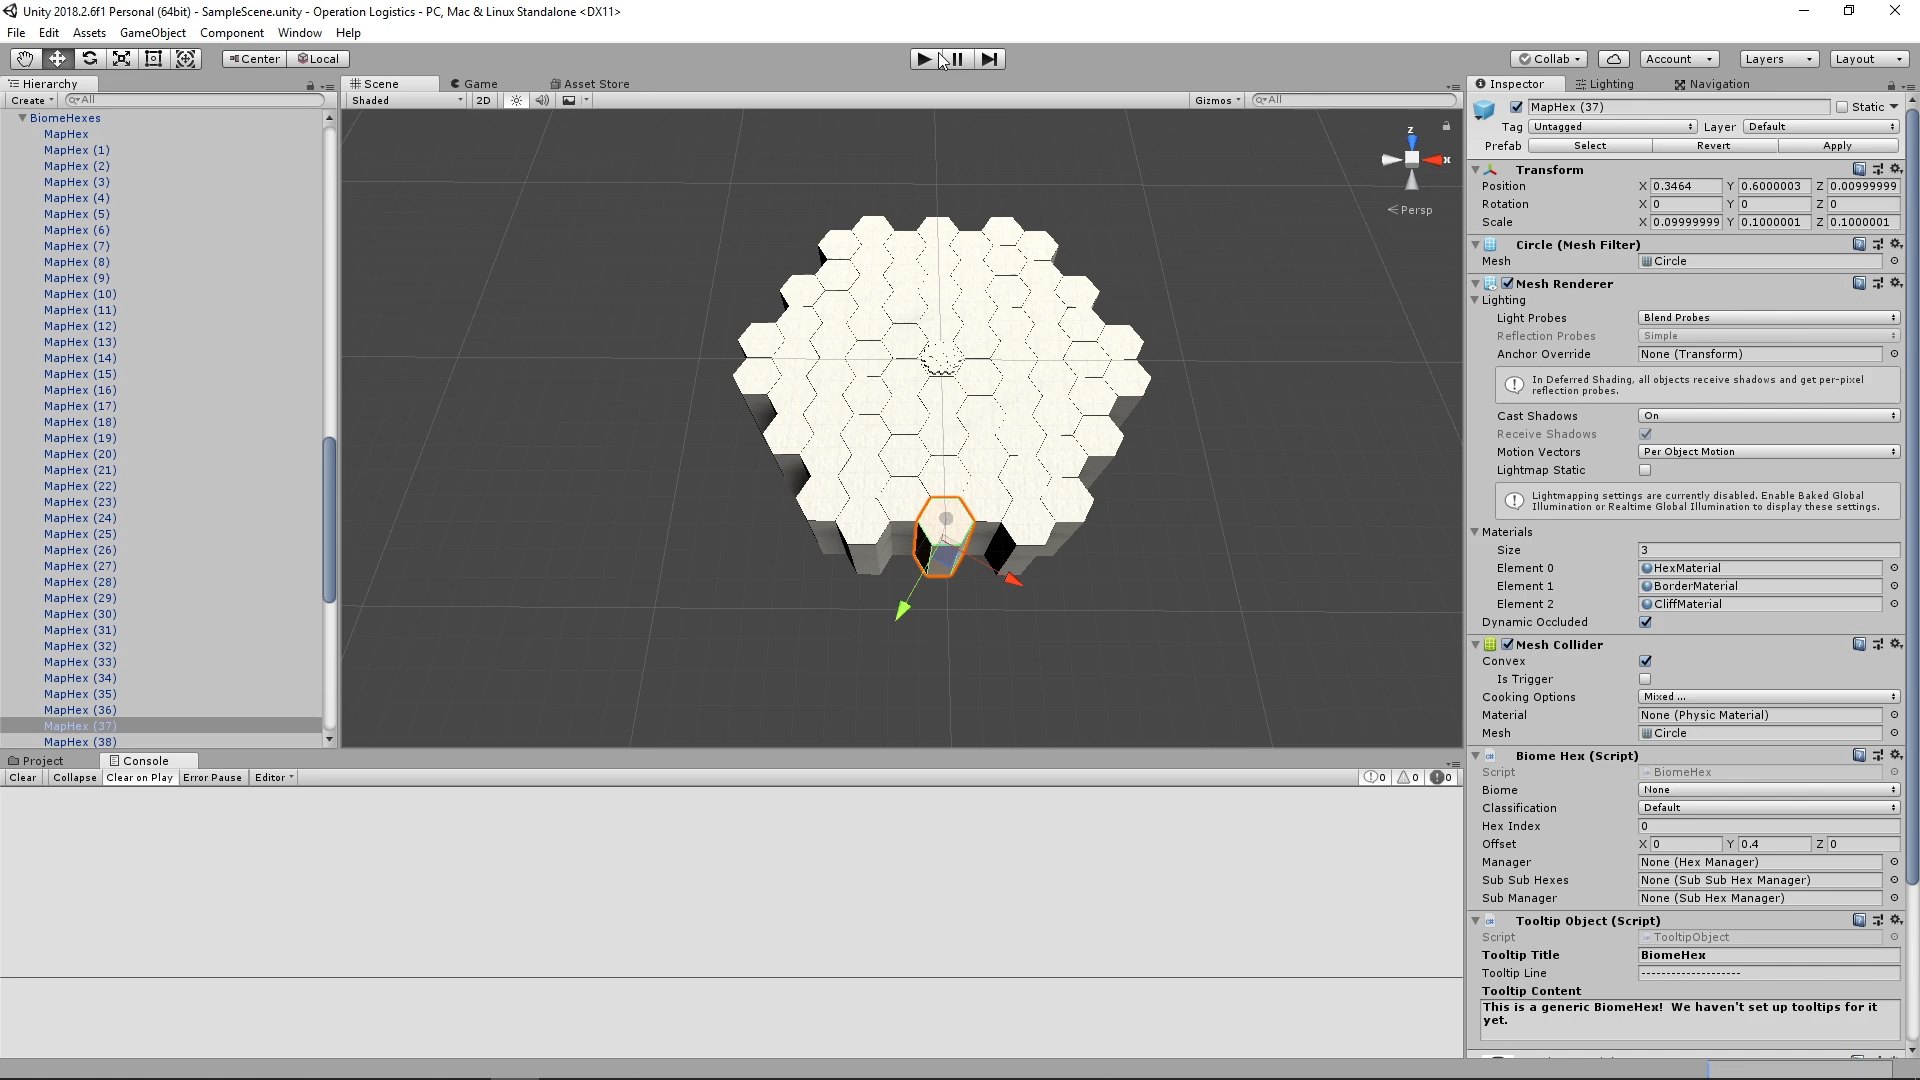 Unity 2018.2.6f1 Personal (64bit) - SampleScene.unity - Operation Logistics - PC, Mac & Linux Standalone <DX11>
File Edit Assets GameObject Component Window Help
Center Local Collab Account Layers Layout
Hierarchy
Create All
BiomeHexes
MapHex
MapHex (1)
MapHex (2)
MapHex (3)
MapHex (4)
MapHex (5)
MapHex (6)
MapHex (7)
MapHex (8)
MapHex (9)
MapHex (10)
MapHex (11)
MapHex (12)
MapHex (13)
MapHex (14)
MapHex (15)
MapHex (16)
MapHex (17)
MapHex (18)
MapHex (19)
MapHex (20)
MapHex (21)
MapHex (22)
MapHex (23)
MapHex (24)
MapHex (25)
MapHex (26)
MapHex (27)
MapHex (28)
MapHex (29)
MapHex (30)
MapHex (31)
MapHex (32)
MapHex (33)
MapHex (34)
MapHex (35)
MapHex (36)
MapHex (37)
MapHex (38)
Scene Game Asset Store
Shaded 2D Gizmos All
z
x
Persp
Project Console
Clear Collapse Clear on Play Error Pause Editor 0 0 0
Inspector Lighting Navigation
MapHex (37) Static
Tag Untagged Layer Default
Prefab Select Revert Apply
Transform
Position X 0.3464 Y 0.6000003 Z 0.00999999
Rotation X 0 Y 0 Z 0
Scale X 0.09999999 Y 0.1000001 Z 0.1000001
Circle (Mesh Filter)
Mesh Circle
Mesh Renderer
Lighting
Light Probes Blend Probes
Reflection Probes Simple
Anchor Override None (Transform)
In Deferred Shading, all objects receive shadows and get per-pixel
reflection probes.
Cast Shadows On
Receive Shadows
Motion Vectors Per Object Motion
Lightmap Static
Lightmapping settings are currently disabled. Enable Baked Global
Illumination or Realtime Global Illumination to display these settings.
Materials
Size 3
Element 0 HexMaterial
Element 1 BorderMaterial
Element 2 CliffMaterial
Dynamic Occluded
Mesh Collider
Convex
Is Trigger
Cooking Options Mixed ...
Material None (Physic Material)
Mesh Circle
Biome Hex (Script)
Script BiomeHex
Biome None
Classification Default
Hex Index 0
Offset X 0 Y 0.4 Z 0
Manager None (Hex Manager)
Sub Sub Hexes None (Sub Sub Hex Manager)
Sub Manager None (Sub Hex Manager)
Tooltip Object (Script)
Script TooltipObject
Tooltip Title BiomeHex
Tooltip Line --------------------
Tooltip Content
This is a generic BiomeHex!  We haven't set up tooltips for it
yet.